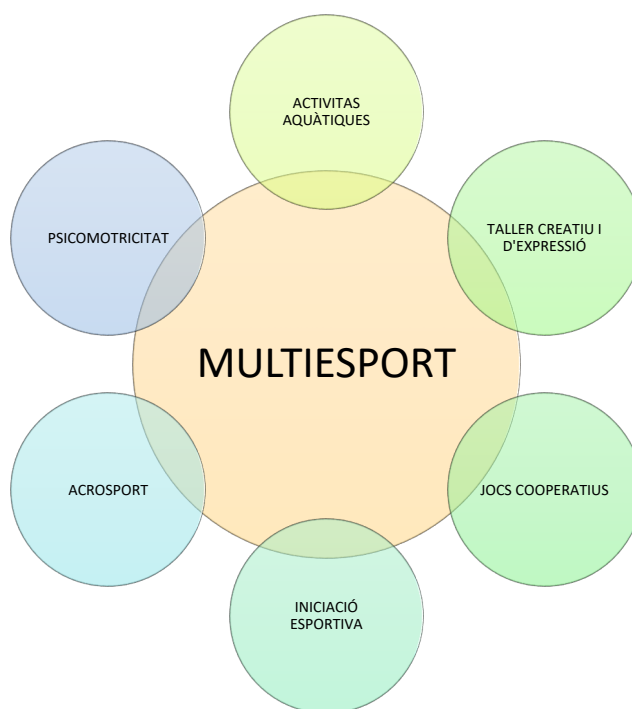 ACTIVITAS
AQUÀTIQUES
TALLER CREATIU I
D'EXPRESSIÓ
JOCS COOPERATIUS
INICIACIÓ
ESPORTIVA
ACROSPORT
PSICOMOTRICITAT
MULTIESPORT